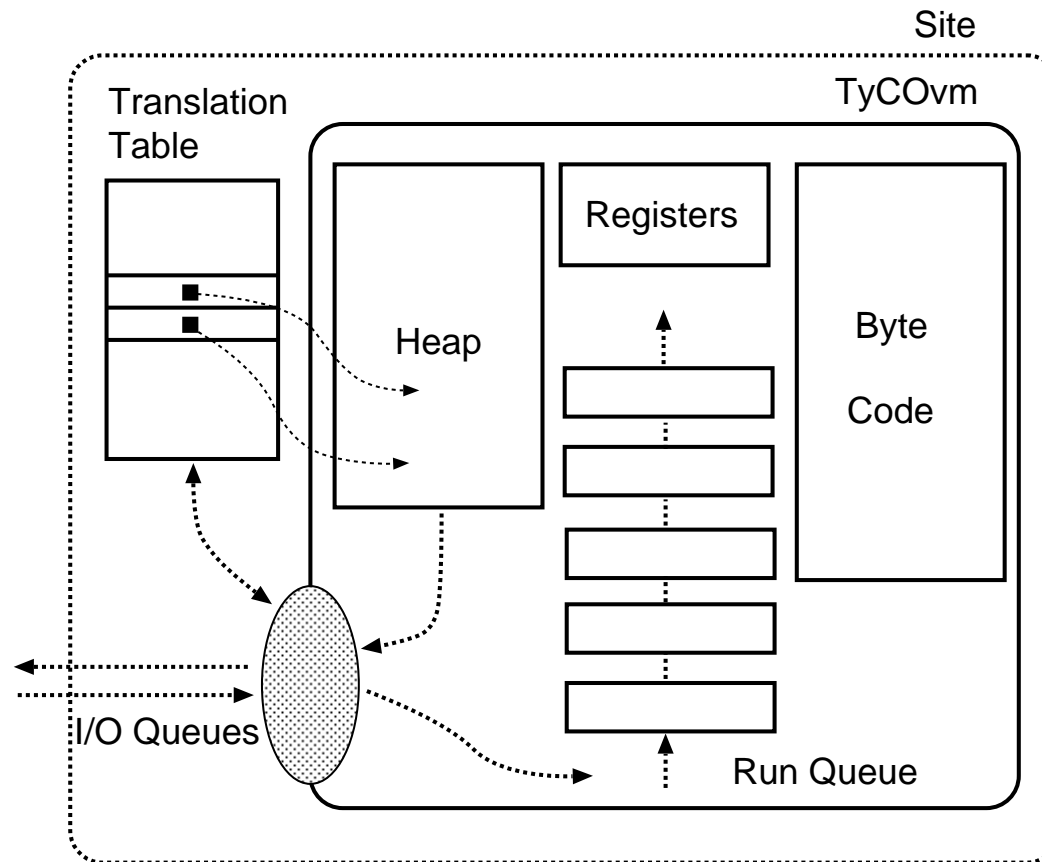 Site
TyCOvm
Translation
Table
Registers
Heap
Byte
Code
I/O Queues
Run Queue